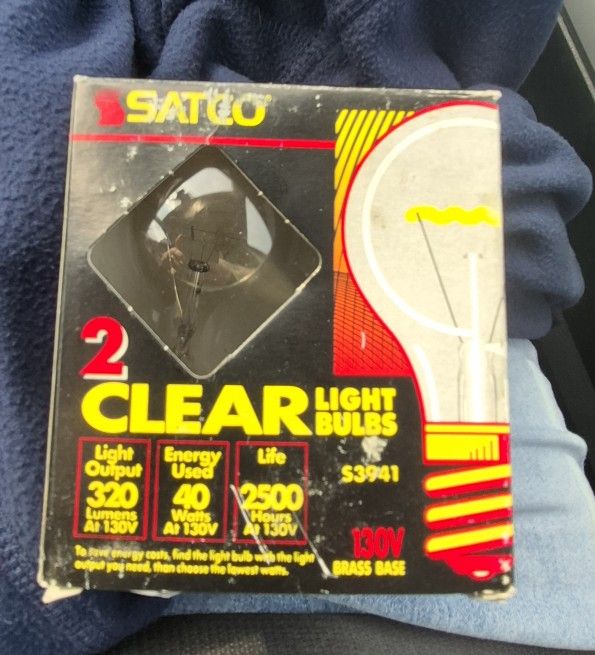 SATCO
2
CLEAR LIGHT BULBS
Light Output
320
Lumens
At 130V
Energy Used
40
Watts
At 130V
Life
2500
Hours
At 130V
S3941
130V
BRASS BASE
To save energy costs, find the light bulb with the light
output you need, than choose the lowest watts.